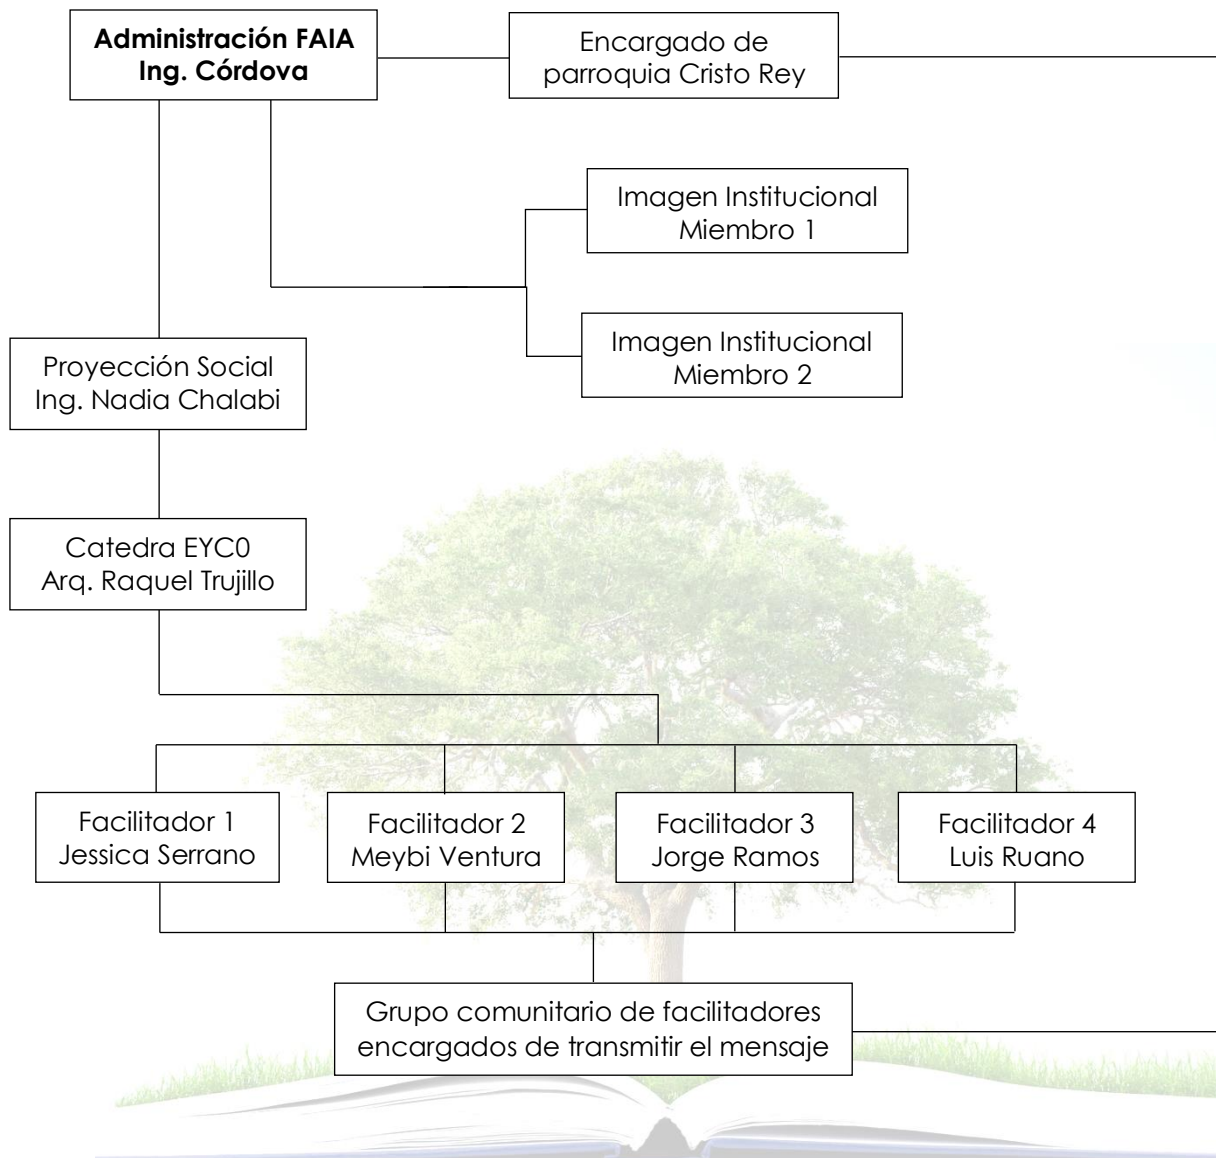 Administración FAIA
Ing. Córdova
Encargado de
parroquia Cristo Rey
Imagen Institucional
Miembro 1
Imagen Institucional
Miembro 2
Proyección Social
Ing. Nadia Chalabi
Catedra EYC0
Arq. Raquel Trujillo
Facilitador 1
Jessica Serrano
Facilitador 2
Meybi Ventura
Facilitador 3
Jorge Ramos
Facilitador 4
Luis Ruano
Grupo comunitario de facilitadores
encargados de transmitir el mensaje